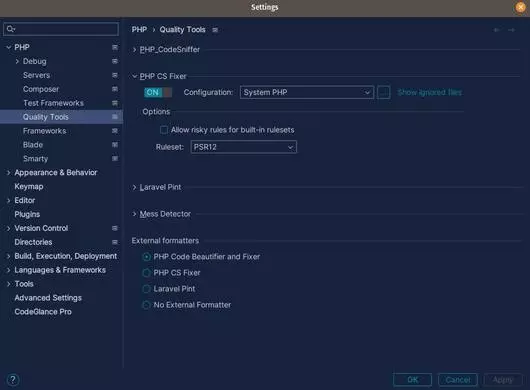 Settings
PHP
Debug
Servers
Composer
Test Frameworks
Quality Tools
Frameworks
Blade
Smarty
Appearance & Behavior
Keymap
Editor
Plugins
Version Control
Directories
Build, Execution, Deployment
Languages & Frameworks
Tools
Advanced Settings
CodeGlance Pro
PHP › Quality Tools
PHP_CodeSniffer
PHP CS Fixer
ON Configuration: System PHP ... Show ignored files
Options
Allow risky rules for built-in rulesets
Ruleset: PSR12
Laravel Pint
Mess Detector
External formatters
PHP Code Beautifier and Fixer
PHP CS Fixer
Laravel Pint
No External Formatter
? OK Cancel Apply